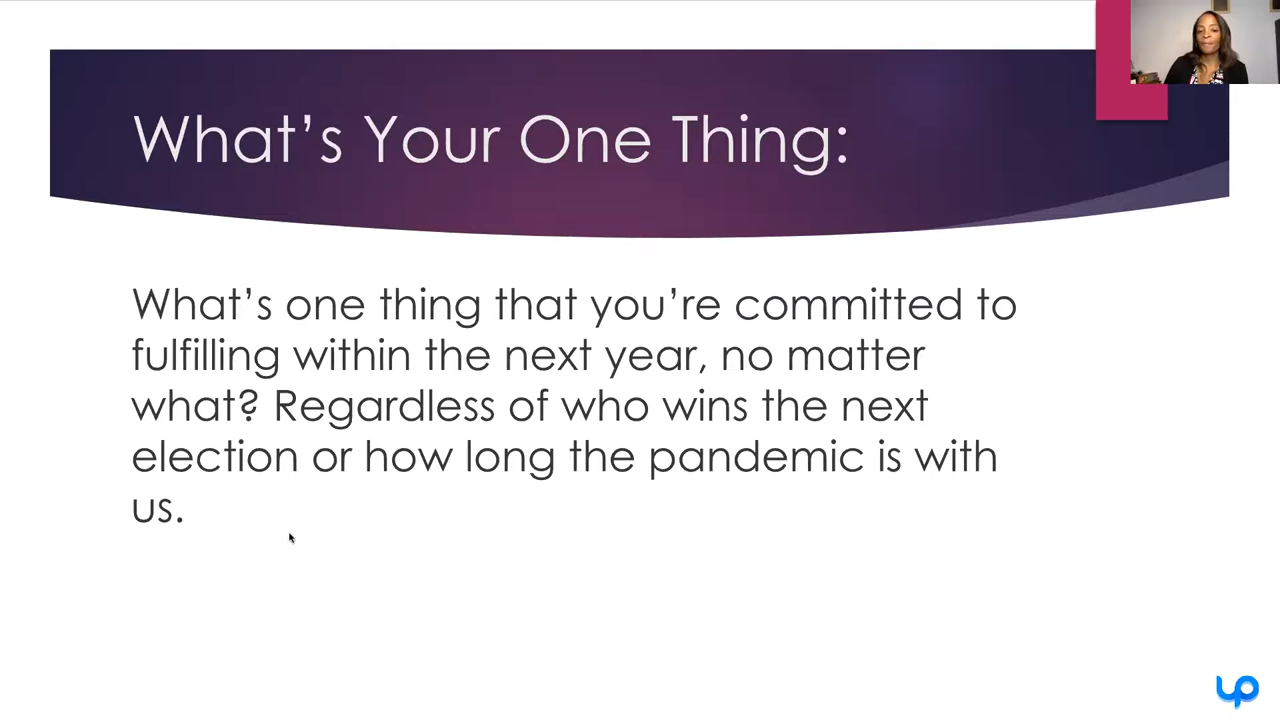 What's Your One Thing:
What's one thing that you're committed to
fulfilling within the next year, no matter
what? Regardless of who wins the next
election or how long the pandemic is with
us.
up